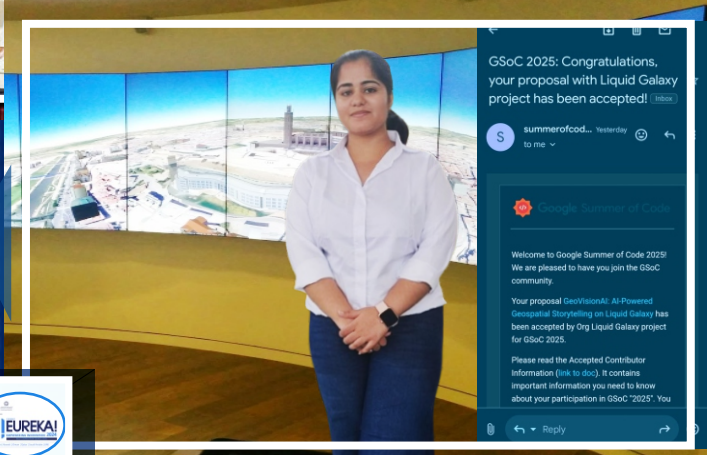 GSoC 2025: Congratulations,
your proposal with Liquid Galaxy
project has been accepted! Inbox
S
summerofcod... Yesterday
to me
Google Summer of Code
Welcome to Google Summer of Code 2025!
We are pleased to have you join the GSoC
community.
Your proposal GeoVisionAI: AI-Powered
Geospatial Storytelling on Liquid Galaxy has
been accepted by Org Liquid Galaxy project
for GSoC 2025.
Please read the Accepted Contributor
Information (link to doc). It contains
important information you need to know
about your participation in GSoC "2025". You
Reply
EUREKA!